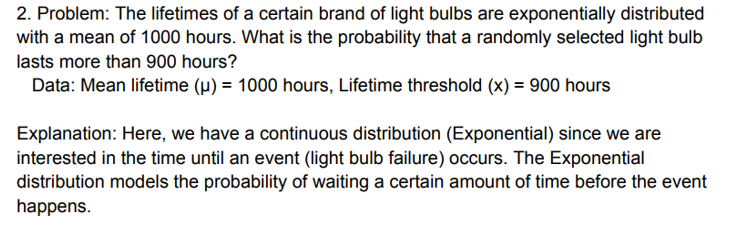 2. Problem: The lifetimes of a certain brand of light bulbs are exponentially distributed
with a mean of 1000 hours. What is the probability that a randomly selected light bulb
lasts more than 900 hours?
Data: Mean lifetime (μ) = 1000 hours, Lifetime threshold (x) = 900 hours
Explanation: Here, we have a continuous distribution (Exponential) since we are
interested in the time until an event (light bulb failure) occurs. The Exponential
distribution models the probability of waiting a certain amount of time before the event
happens.